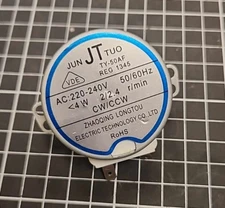 JUN JT TUO
TY-50AF
VDE REG 1345
AC:220-240V 50/60Hz
<4W 2/2.4 r/min
CW/CCW
ZHAOQING LONGTOU
ELECTRIC TECHNOLOGY CO. LTD
RoHS